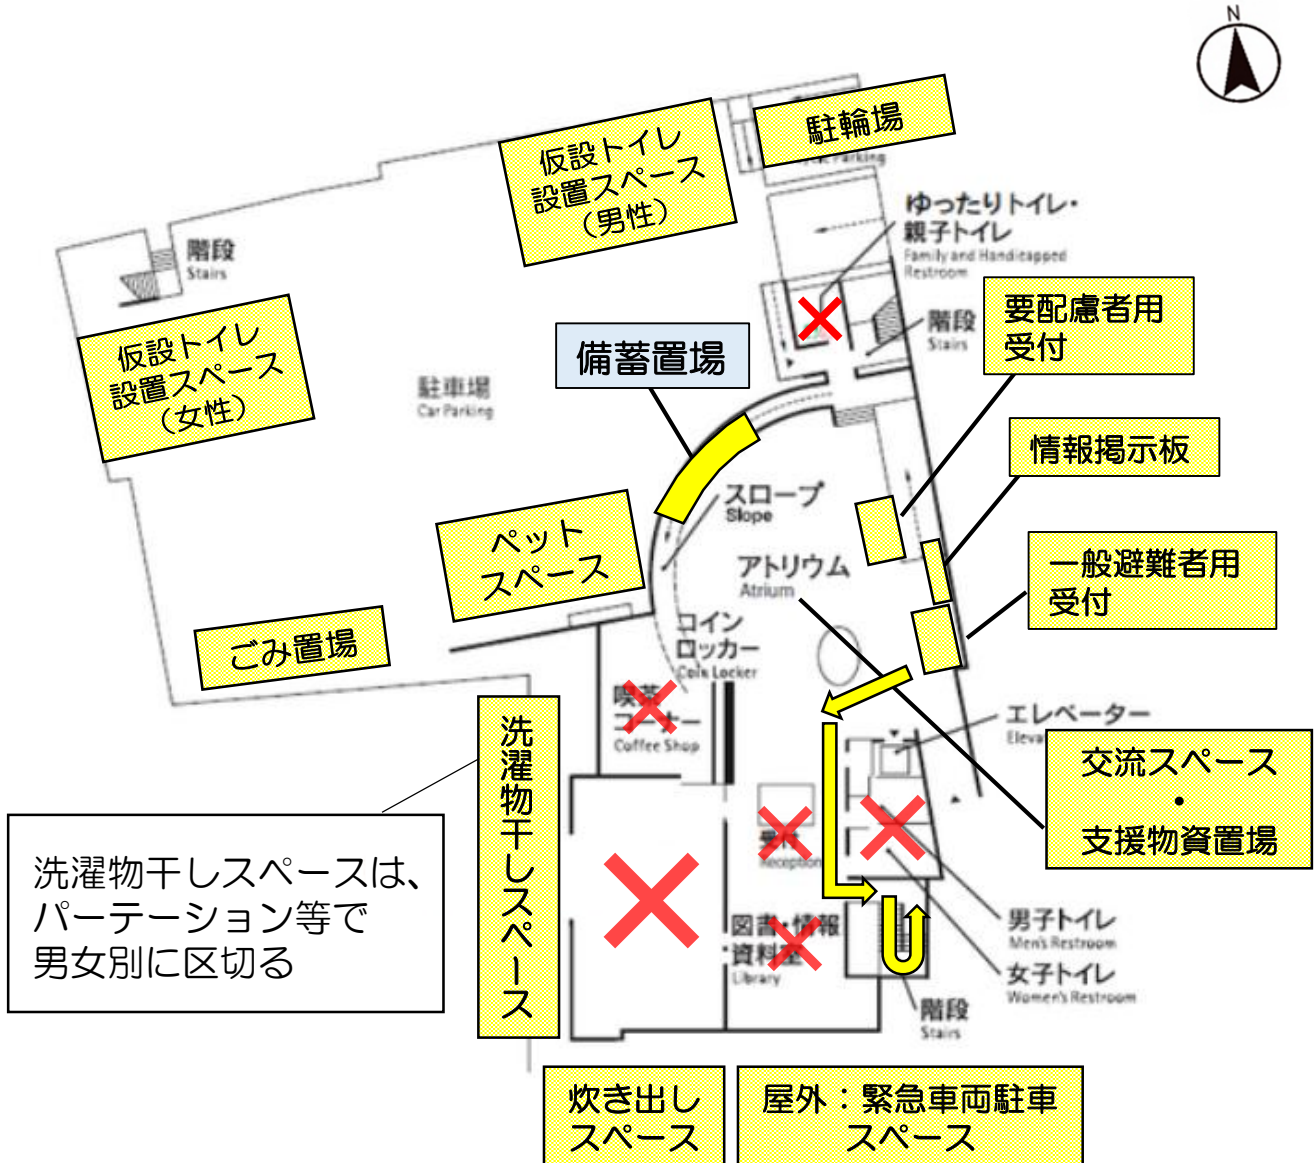 N
駐輪場
Parking
仮設トイレ
設置スペース
（男性）
ゆったりトイレ・
親子トイレ
Family and Handicapped
Restroom
階段
Stairs
仮設トイレ
設置スペース
（女性）
備蓄置場
階段
Stairs
要配慮者用
受付
駐車場
Car Parking
情報掲示板
スロープ
Slope
ペット
スペース
アトリウム
Atrium
一般避難者用
受付
ごみ置場
コイン
ロッカー
Coin Locker
喫茶
コーナー
Coffee Shop
エレベーター
洗濯物干しスペース
交流スペース
・
支援物資置場
受付
Reception
洗濯物干しスペースは、
パーテーション等で
男女別に区切る
図書・情報
資料室
Library
男子トイレ
Men's Restroom
女子トイレ
Women's Restroom
階段
Stairs
炊き出し
スペース
屋外：緊急車両駐車
スペース